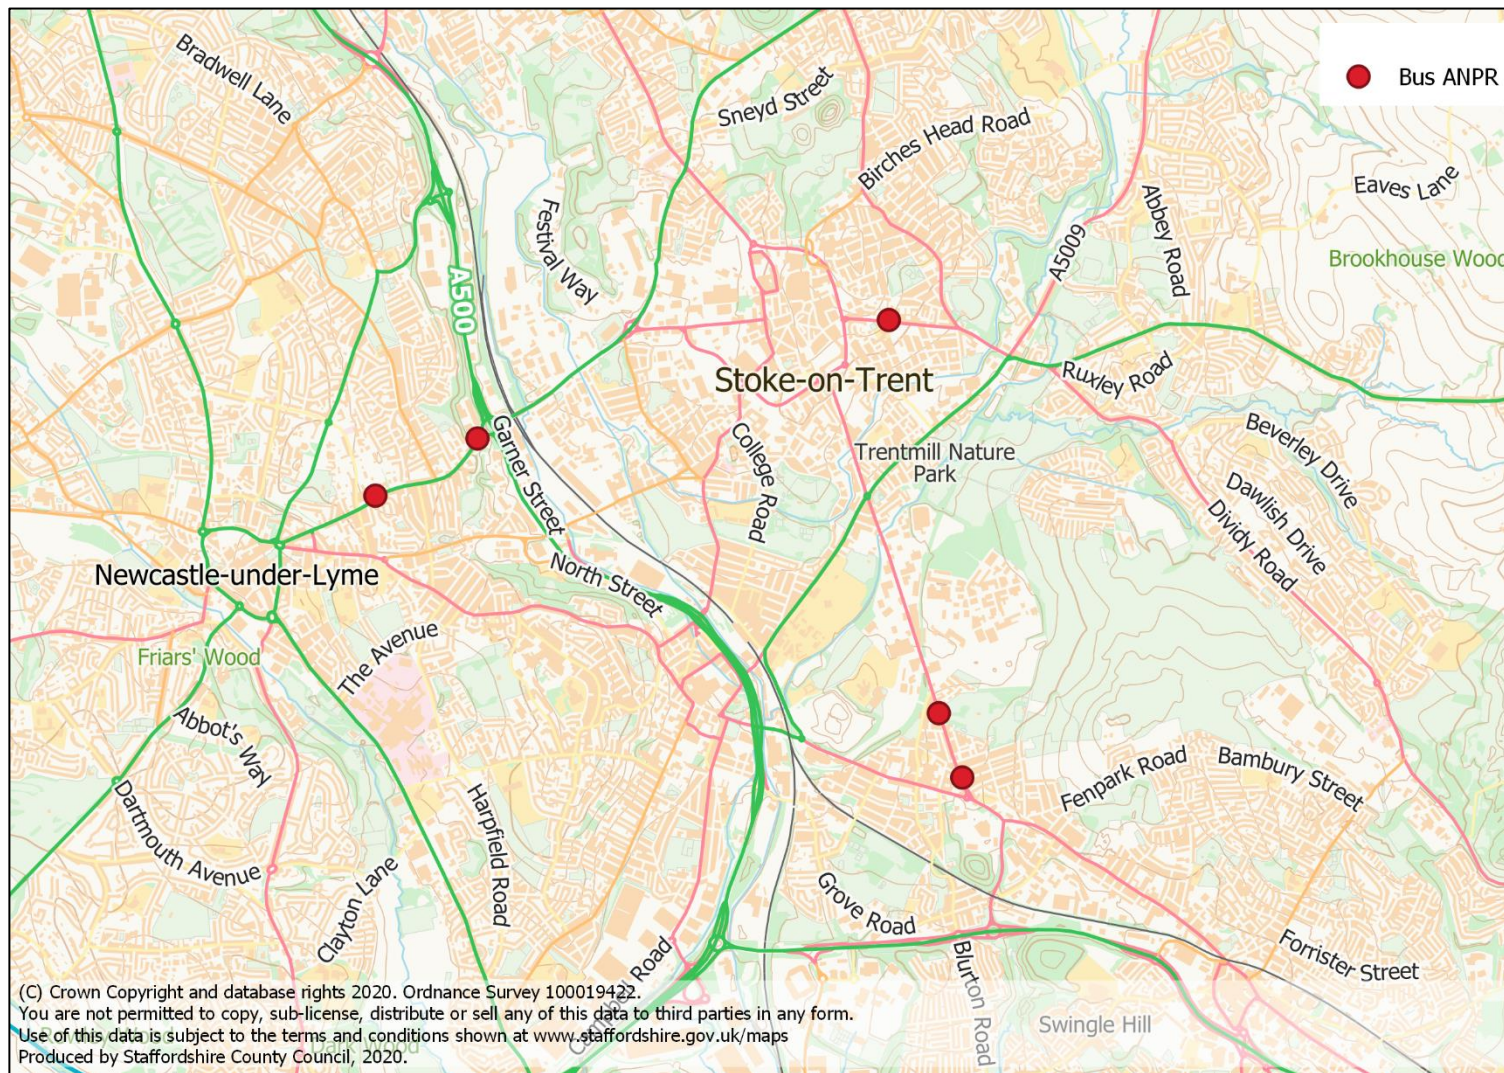 Bus ANPR
Bradwell Lane
Sneyd Street
Birches Head Road
Eaves Lane
Abbey Road
Festival Way
A5009
Brookhouse Wood
A500
Stoke-on-Trent
Ruxley Road
Garner Street
College Road
Trentmill Nature
Park
Beverley Drive
Dawlish Drive
Dividy Road
Newcastle-under-Lyme
North Street
The Avenue
Friars' Wood
Abbot's Way
Fenpark Road
Bambury Street
Dartmouth Avenue
Harpfield Road
Clayton Lane
Grove Road
Forrister Street
Blurton Road
Campbell Road
Swingle Hill
(C) Crown Copyright and database rights 2020. Ordnance Survey 100019422.
You are not permitted to copy, sub-license, distribute or sell any of this data to third parties in any form.
Use of this data is subject to the terms and conditions shown at www.staffordshire.gov.uk/maps
Produced by Staffordshire County Council, 2020.